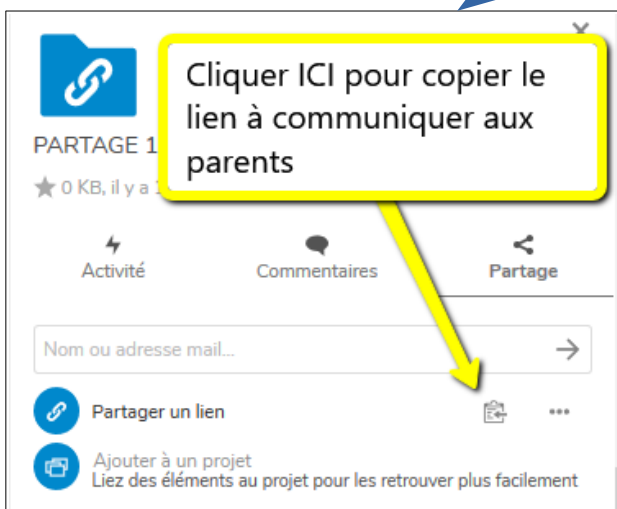 Cliquer ICI pour copier le
lien à communiquer aux
parents
PARTAGE 1
0 KB, il y a
Activité
Commentaires
Partage
Nom ou adresse mail...
Partager un lien
Ajouter à un projet
Liez des éléments au projet pour les retrouver plus facilement